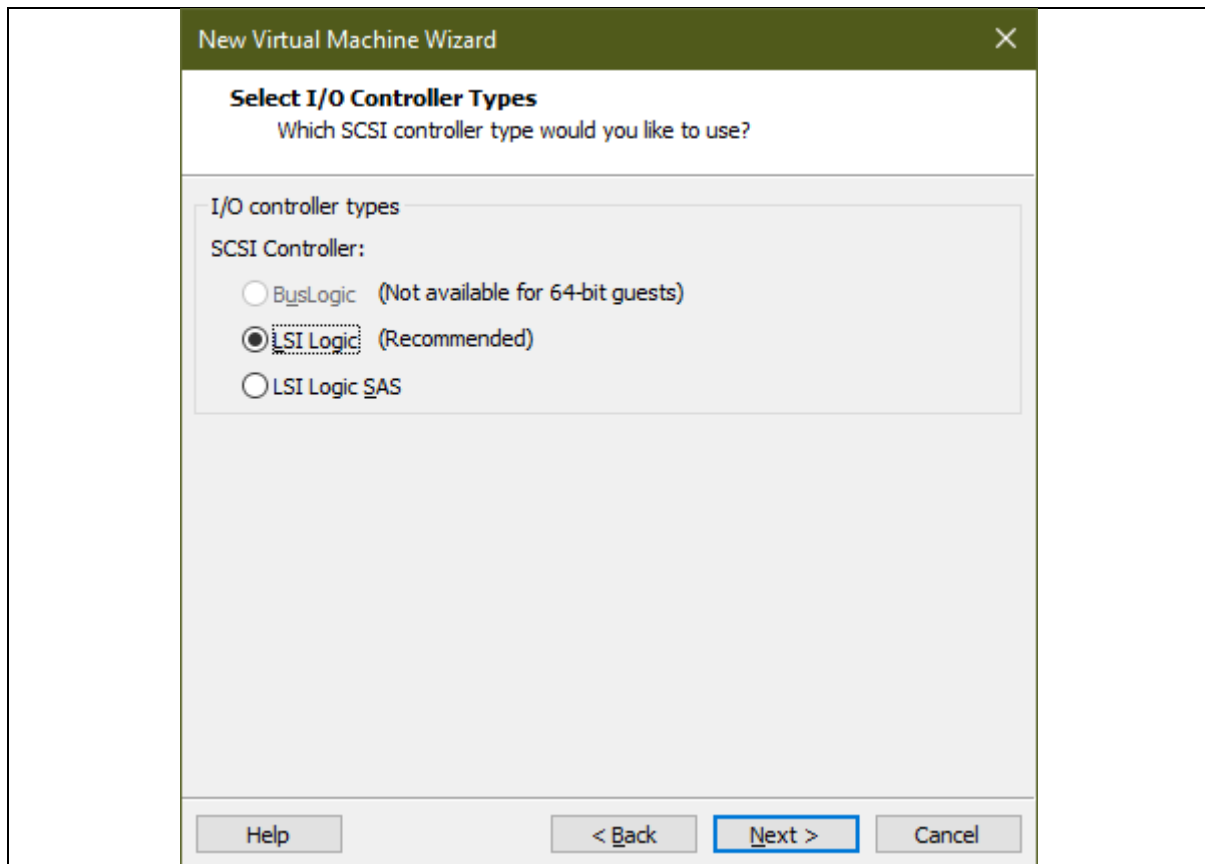 New Virtual Machine Wizard
Select I/O Controller Types
Which SCSI controller type would you like to use?
I/O controller types
SCSI Controller:
BusLogic (Not available for 64-bit guests)
LSI Logic (Recommended)
LSI Logic SAS
Help < Back Next > Cancel